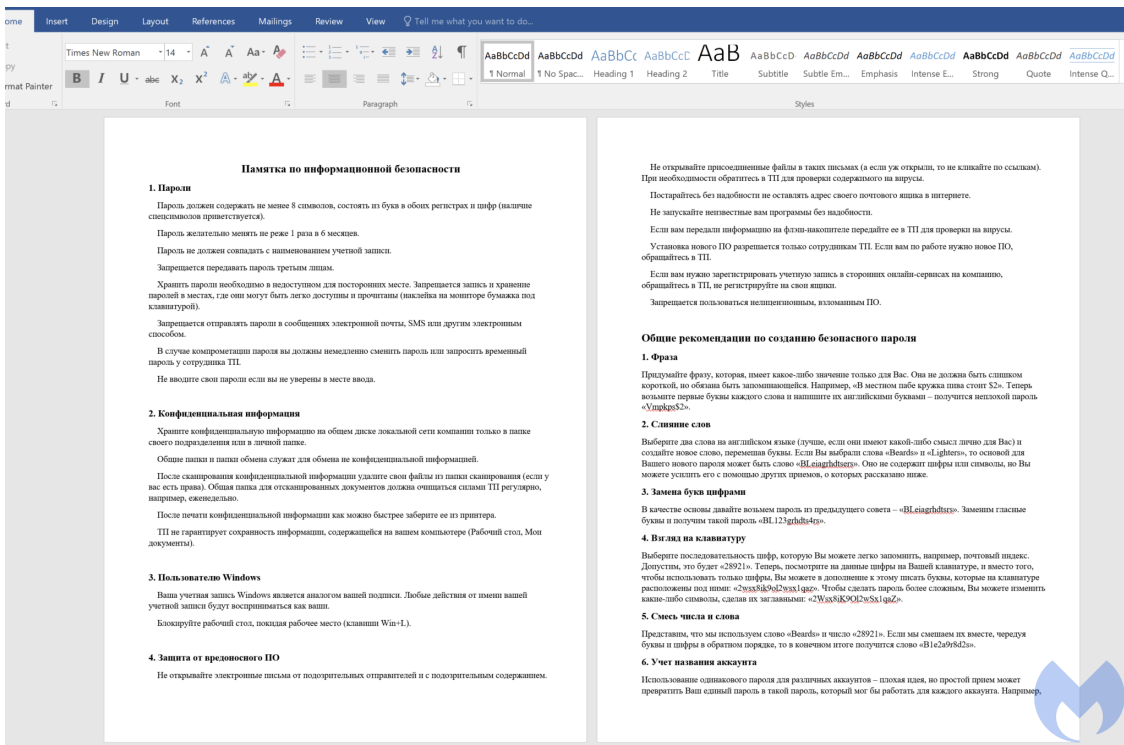 ome Insert Design Layout References Mailings Review View Tell me what you want to do...
Times New Roman 14 A A Aa
AaBbCcDd AaBbCcDd AaBbCc AaBbCcC AaB AaBbCcD AaBbCcDd AaBbCcDd AaBbCcDd AaBbCcDd AaBbCcDd AaBbCcDd
py
B I U abc X₂ X² A aby A
¶ Normal ¶ No Spac... Heading 1 Heading 2 Title Subtitle Subtle Em... Emphasis Intense E... Strong Quote Intense Q...
rmat Painter
Font Paragraph Styles
Памятка по информационной безопасности
1. Пароли
Пароль должен содержать не менее 8 символов, состоять из букв в обоих регистрах и цифр (наличие
спецсимволов приветствуется).
Пароль желательно менять не реже 1 раза в 6 месяцев.
Пароль не должен совпадать с наименованием учетной записи.
Запрещается передавать пароль третьим лицам.
Хранить пароли необходимо в недоступном для посторонних месте. Запрещается запись и хранение
паролей в местах, где они могут быть легко доступны и прочитаны (наклейка на мониторе бумажка под
клавиатурой).
Запрещается отправлять пароли в сообщениях электронной почты, SMS или другим электронным
способом.
В случае компрометации пароля вы должны немедленно сменить пароль или запросить временный
пароль у сотрудника ТП.
Не вводите свои пароли если вы не уверены в месте ввода.
2. Конфиденциальная информация
Храните конфиденциальную информацию на общем диске локальной сети компании только в папке
своего подразделения или в личной папке.
Общие папки и папки обмена служат для обмена не конфиденциальной информацией.
После сканирования конфиденциальной информации удалите свои файлы из папки сканирования (если у
вас есть права). Общая папка для отсканированных документов должна очищаться силами ТП регулярно,
например, еженедельно.
После печати конфиденциальной информации как можно быстрее заберите ее из принтера.
ТП не гарантирует сохранность информации, содержащейся на вашем компьютере (Рабочий стол, Мои
документы).
3. Пользователю Windows
Ваша учетная запись Windows является аналогом вашей подписи. Любые действия от имени вашей
учетной записи будут восприниматься как ваши.
Блокируйте рабочий стол, покидая рабочее место (клавиши Win+L).
4. Защита от вредоносного ПО
Не открывайте электронные письма от подозрительных отправителей и с подозрительным содержанием.
Не открывайте присоединенные файлы в таких письмах (а если уж открыли, то не кликайте по ссылкам).
При необходимости обратитесь в ТП для проверки содержимого на вирусы.
Постарайтесь без надобности не оставлять адрес своего почтового ящика в интернете.
Не запускайте неизвестные вам программы без надобности.
Если вам передали информацию на флэш-накопителе передайте ее в ТП для проверки на вирусы.
Установка нового ПО разрешается только сотрудникам ТП. Если вам по работе нужно новое ПО,
обращайтесь в ТП.
Если вам нужно зарегистрировать учетную запись в сторонних онлайн-сервисах на компанию,
обращайтесь в ТП, не регистрируйте на свои ящики.
Запрещается пользоваться нелицензионным, взломанным ПО.
Общие рекомендации по созданию безопасного пароля
1. Фраза
Придумайте фразу, которая, имеет какое-либо значение только для Вас. Она не должна быть слишком
короткой, но обязана быть запоминающейся. Например, «В местном пабе кружка пива стоит $2». Теперь
возьмите первые буквы каждого слова и напишите их английскими буквами – получится неплохой пароль
«Vmpkps$2».
2. Слияние слов
Выберите два слова на английском языке (лучше, если они имеют какой-либо смысл лично для Вас) и
создайте новое слово, перемешав буквы. Если Вы выбрали слова «Beards» и «Lighters», то основой для
Вашего нового пароля может быть слово «BLeiagrhdtsers». Оно не содержит цифры или символы, но Вы
можете усилить его с помощью других приемов, о которых рассказано ниже.
3. Замена букв цифрами
В качестве основы давайте возьмем пароль из предыдущего совета – «BLeiagrhdtsrs». Заменим гласные
буквы и получим такой пароль «BL123grhdts4rs».
4. Взгляд на клавиатуру
Выберите последовательность цифр, которую Вы можете легко запомнить, например, почтовый индекс.
Допустим, это будет «28921». Теперь, посмотрите на данные цифры на Вашей клавиатуре, и вместо того,
чтобы использовать только цифры, Вы можете в дополнение к этому писать буквы, которые на клавиатуре
расположены под ними: «2wsx8ik9ol2wsx1qaz». Чтобы сделать пароль более сложным, Вы можете изменить
какие-либо символы, сделав их заглавными: «2Wsx8iK9Ol2wSx1qaZ».
5. Смесь числа и слова
Представим, что мы используем слово «Beards» и число «28921». Если мы смешаем их вместе, чередуя
буквы и цифры в обратном порядке, то в конечном итоге получится слово «B1e2a9r8d2s».
6. Учет названия аккаунта
Использование одинакового пароля для различных аккаунтов – плохая идея, но простой прием может
превратить Ваш единый пароль в такой пароль, который мог бы работать для каждого аккаунта. Например,